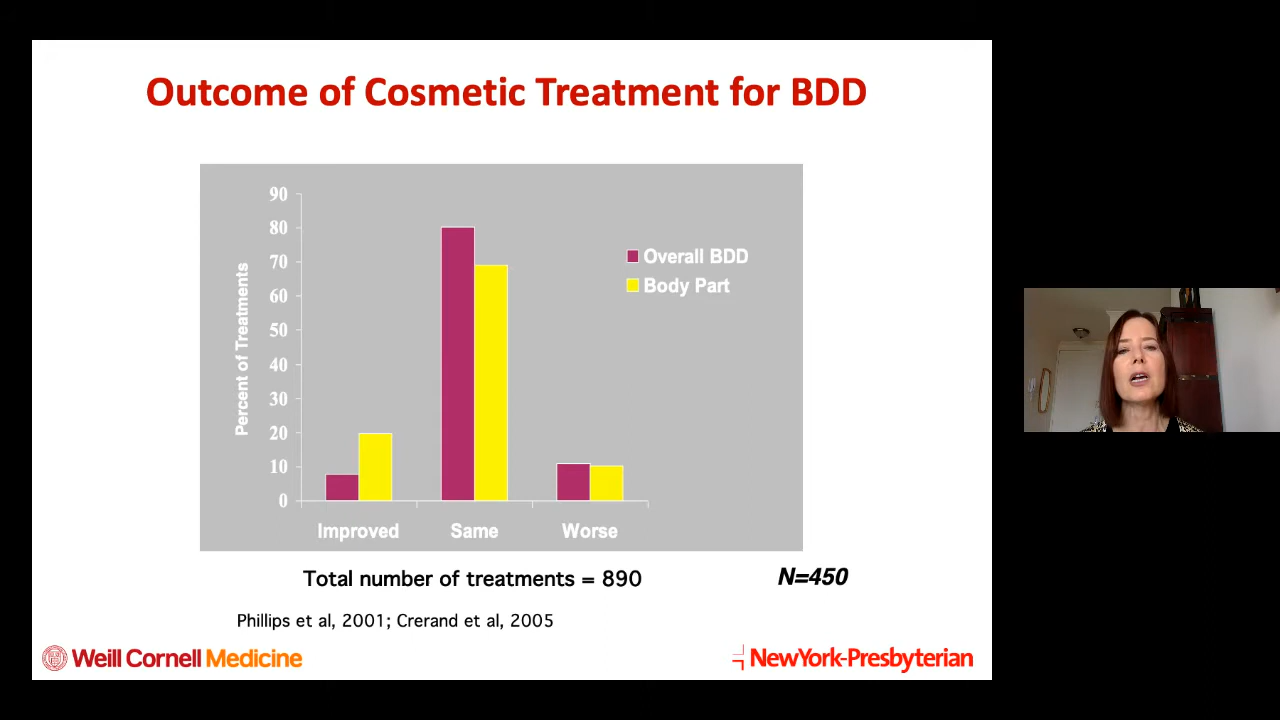 Outcome of Cosmetic Treatment for BDD
90
80
70
60
50
40
30
20
10
0
Percent of Treatments
Overall BDD
Body Part
Improved Same Worse
Total number of treatments = 890
N=450
Phillips et al, 2001; Crerand et al, 2005
Weill Cornell Medicine
NewYork-Presbyterian